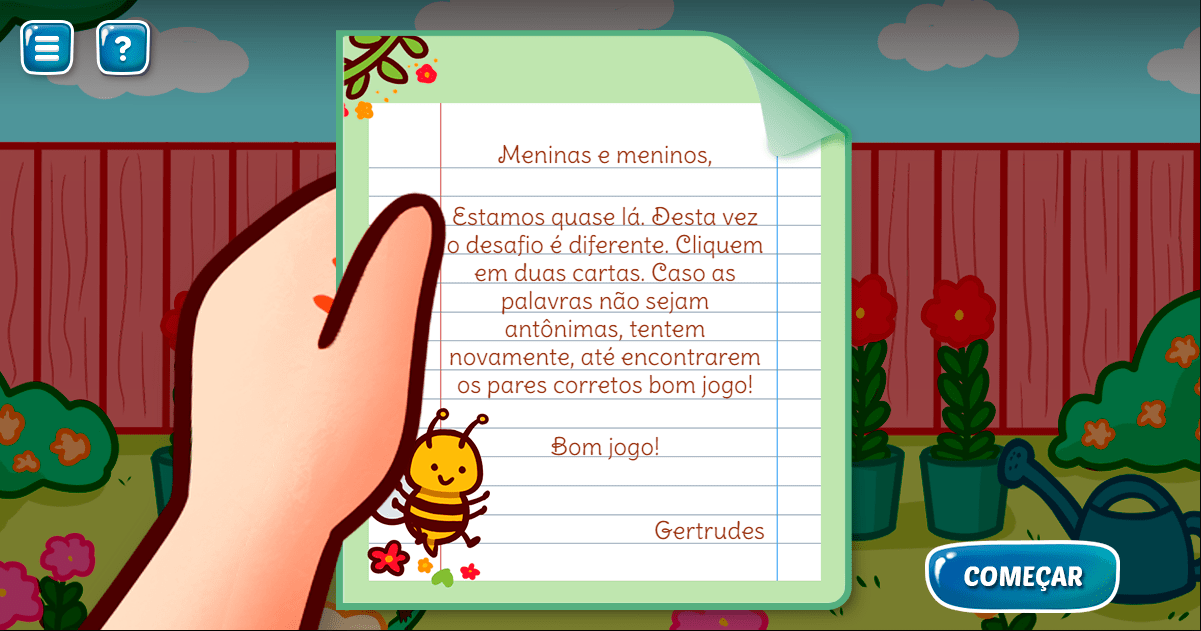 ?
Meninas e meninos,
Estamos quase lá. Desta vez
o desafio é diferente. Cliquem
em duas cartas. Caso as
palavras não sejam
antônimas, tentem
novamente, até encontrarem
os pares corretos bom jogo!
Bom jogo!
Gertrudes
COMEÇAR